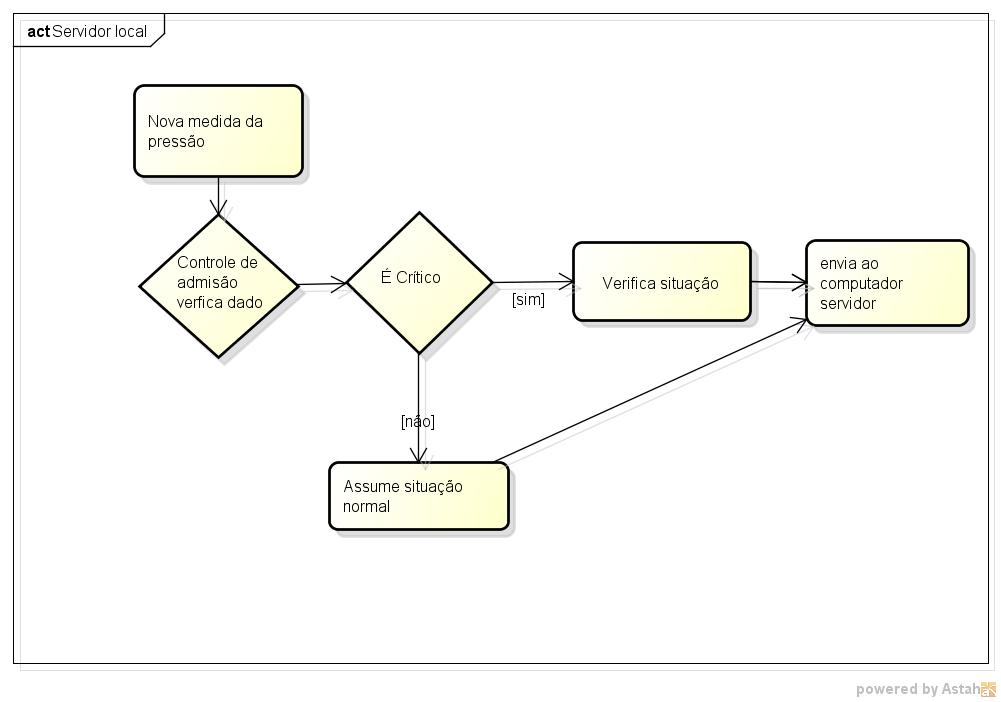 act Servidor local
Nova medida da
pressão
Controle de
admisão
verfica dado
É Crítico
[sim]
Verifica situação
envia ao
computador
servidor
[não]
Assume situação
normal
powered by Astah